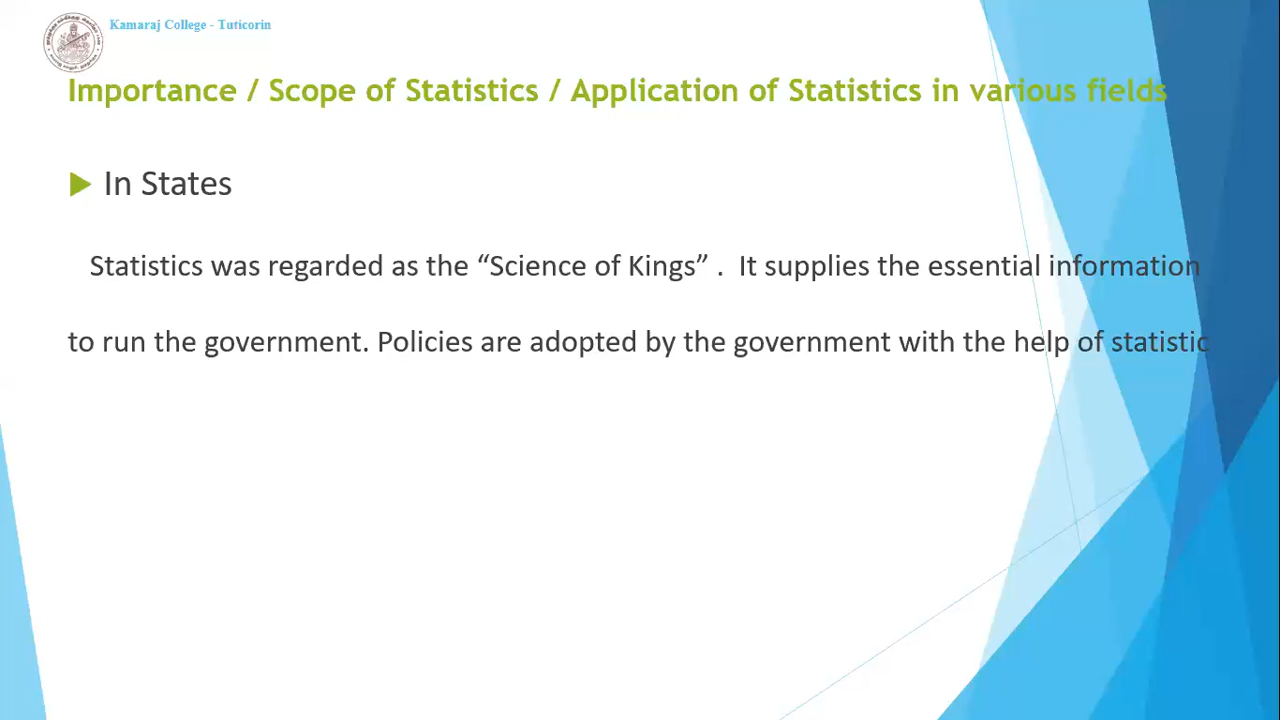 Kamaraj College - Tuticorin
Importance / Scope of Statistics / Application of Statistics in various fields
In States
Statistics was regarded as the “Science of Kings” .  It supplies the essential information
to run the government. Policies are adopted by the government with the help of statistic